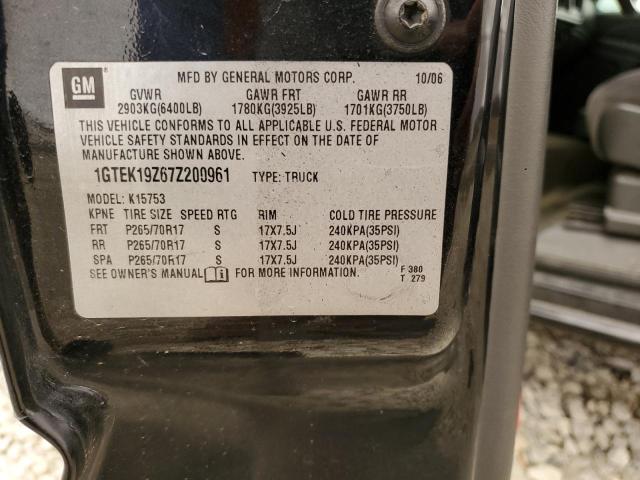 GM
MFD BY GENERAL MOTORS CORP. 10/06
GVWR GAWR FRT GAWR RR
2903KG(6400LB) 1780KG(3925LB) 1701KG(3750LB)
THIS VEHICLE CONFORMS TO ALL APPLICABLE U.S. FEDERAL MOTOR
VEHICLE SAFETY STANDARDS IN EFFECT ON THE DATE OF
MANUFACTURE SHOWN ABOVE.
1GTEK19Z67Z200961 TYPE: TRUCK
MODEL: K15753
KPNE TIRE SIZE SPEED RTG RIM COLD TIRE PRESSURE
FRT P265/70R17 S 17X7.5J 240KPA(35PSI)
RR P265/70R17 S 17X7.5J 240KPA(35PSI)
SPA P265/70R17 S 17X7.5J 240KPA(35PSI)
SEE OWNER'S MANUAL FOR MORE INFORMATION.
F 380
T 279